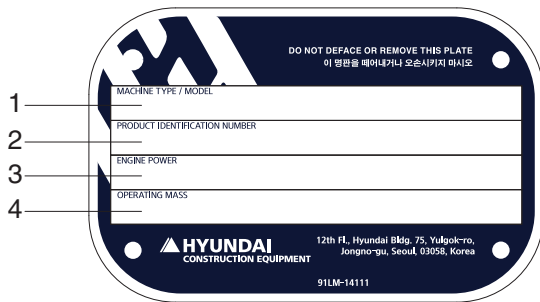 DO NOT DEFACE OR REMOVE THIS PLATE
이 명판을 떼어내거나 오손시키지 마시오
1
MACHINE TYPE / MODEL
2
PRODUCT IDENTIFICATION NUMBER
3
ENGINE POWER
4
OPERATING MASS
HYUNDAI
CONSTRUCTION EQUIPMENT
12th Fl., Hyundai Bldg. 75, Yulgok-ro,
Jongno-gu, Seoul, 03058, Korea
91LM-14111